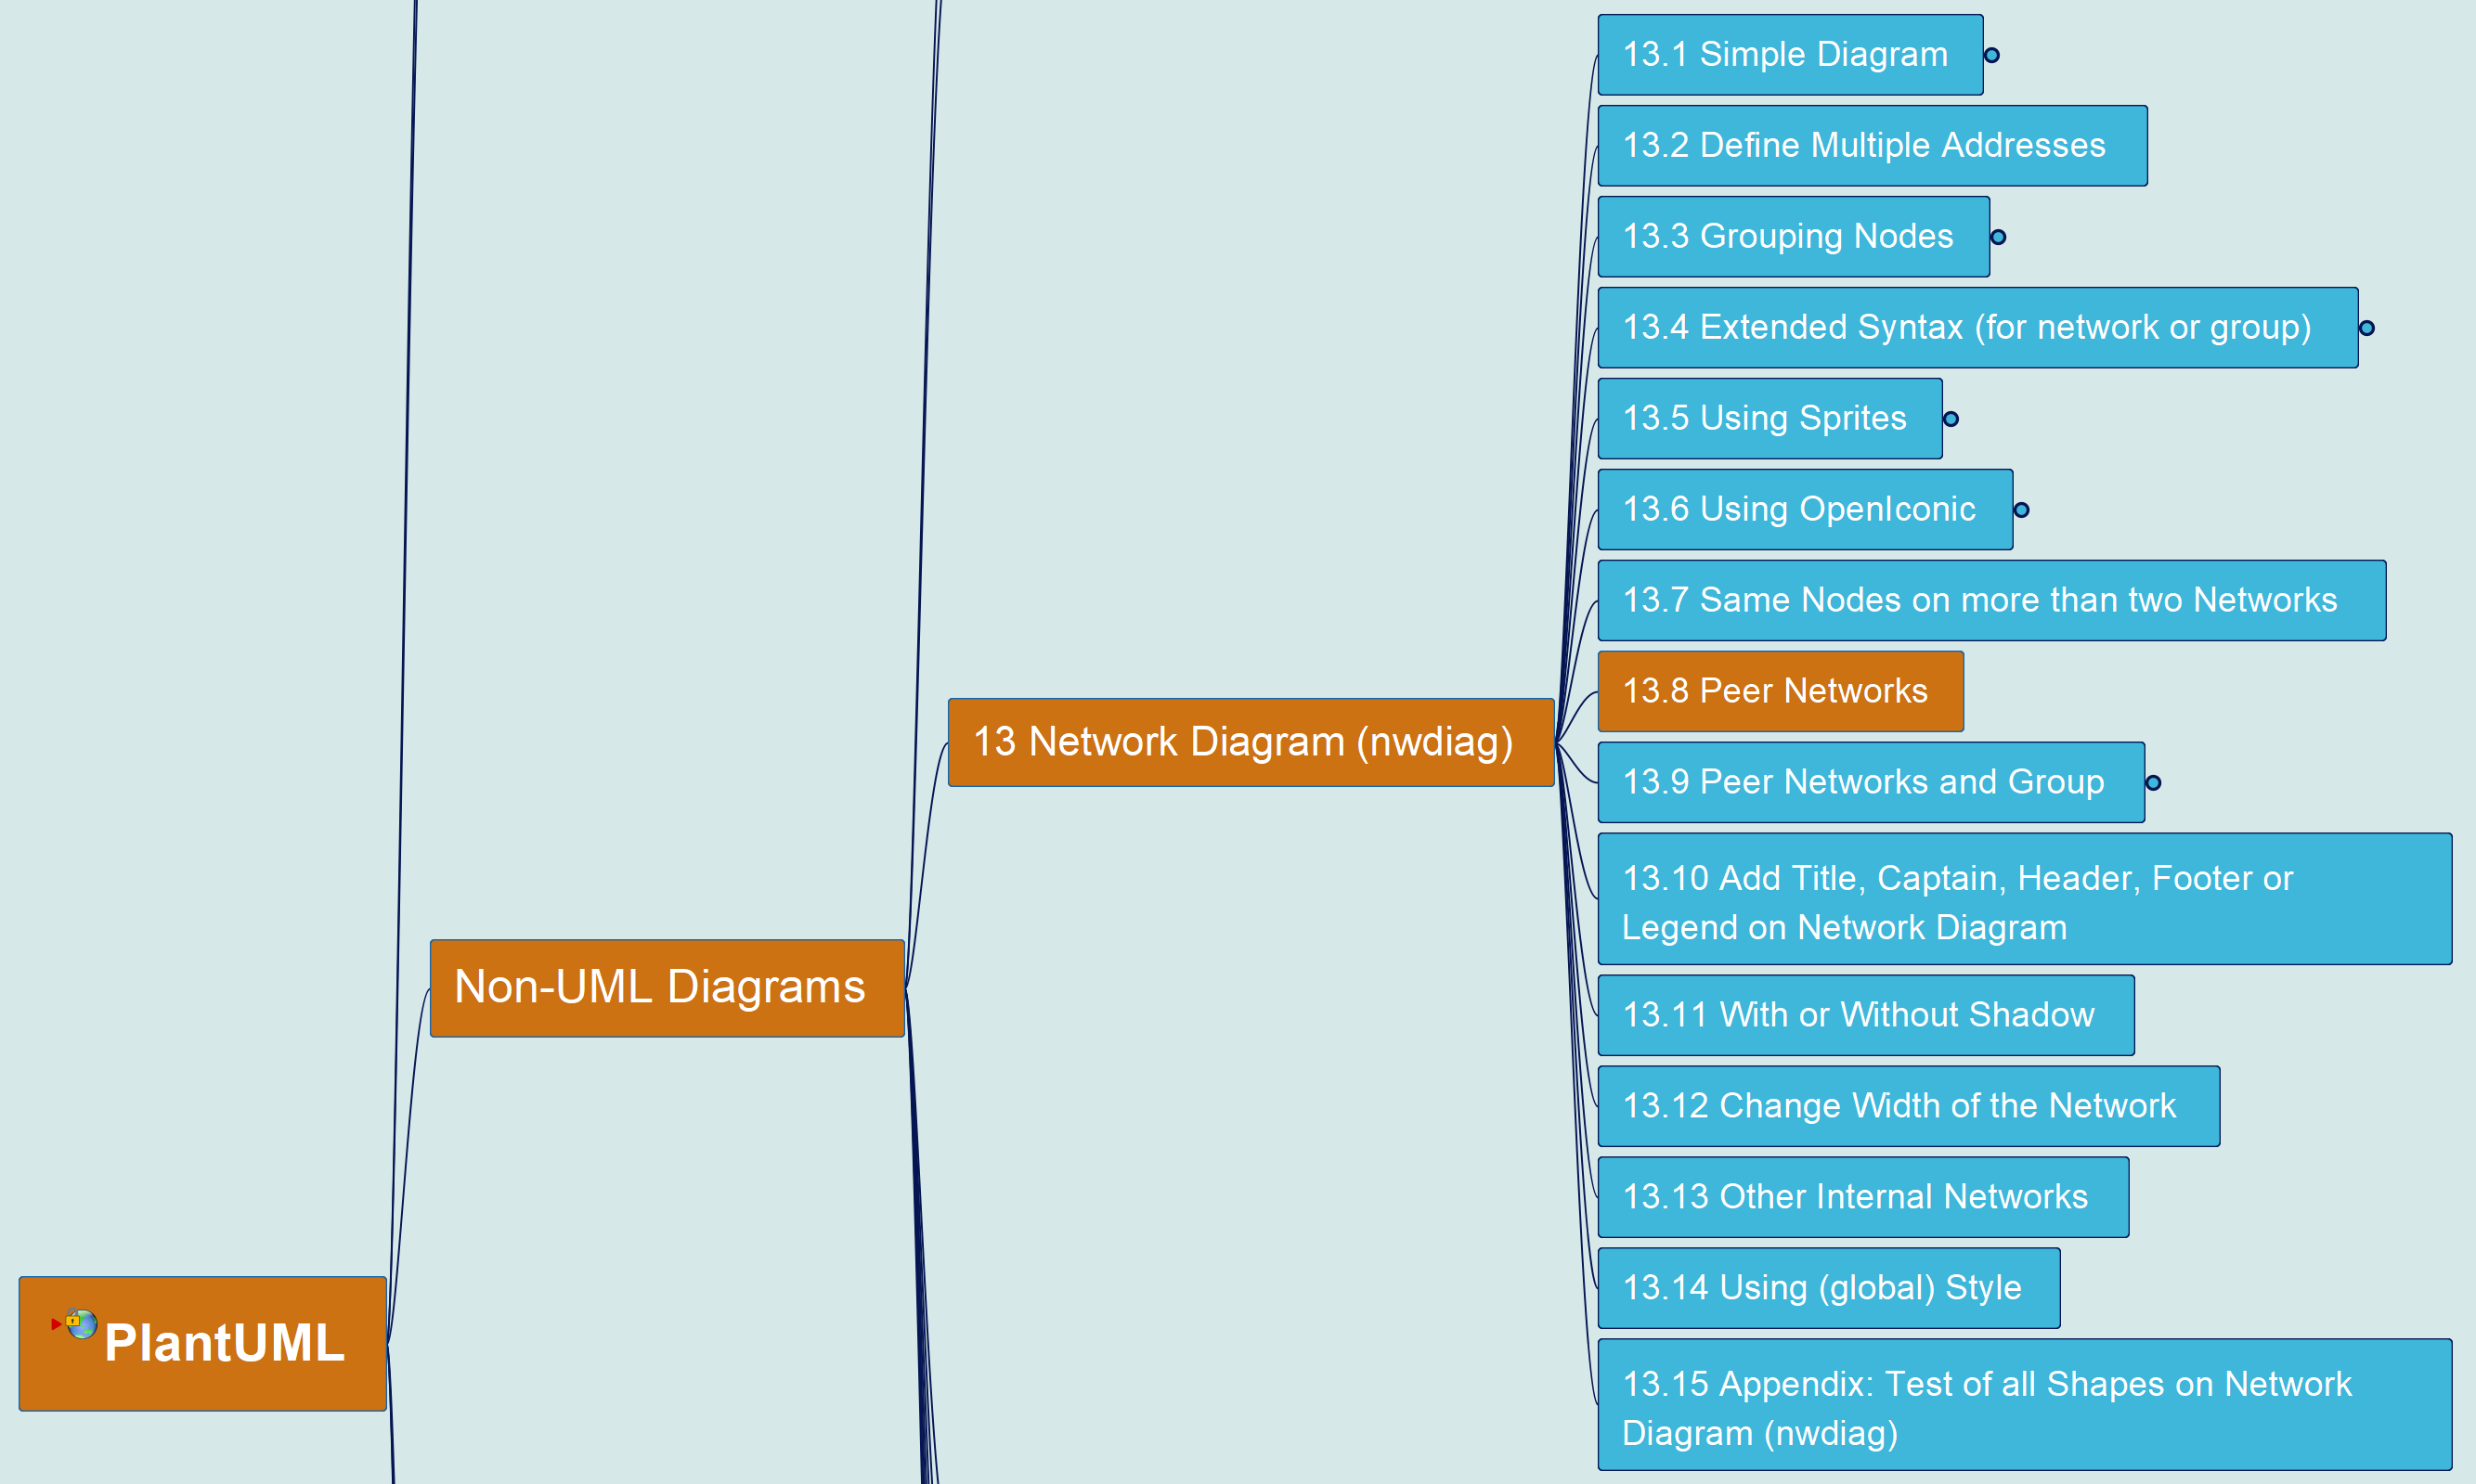 13.1 Simple Diagram
13.2 Define Multiple Addresses
13.3 Grouping Nodes
13.4 Extended Syntax (for network or group)
13.5 Using Sprites
13.6 Using OpenIconic
13.7 Same Nodes on more than two Networks
13.8 Peer Networks
13 Network Diagram (nwdiag)
13.9 Peer Networks and Group
13.10 Add Title, Captain, Header, Footer or
Legend on Network Diagram
Non-UML Diagrams
13.11 With or Without Shadow
13.12 Change Width of the Network
13.13 Other Internal Networks
13.14 Using (global) Style
PlantUML
13.15 Appendix: Test of all Shapes on Network
Diagram (nwdiag)